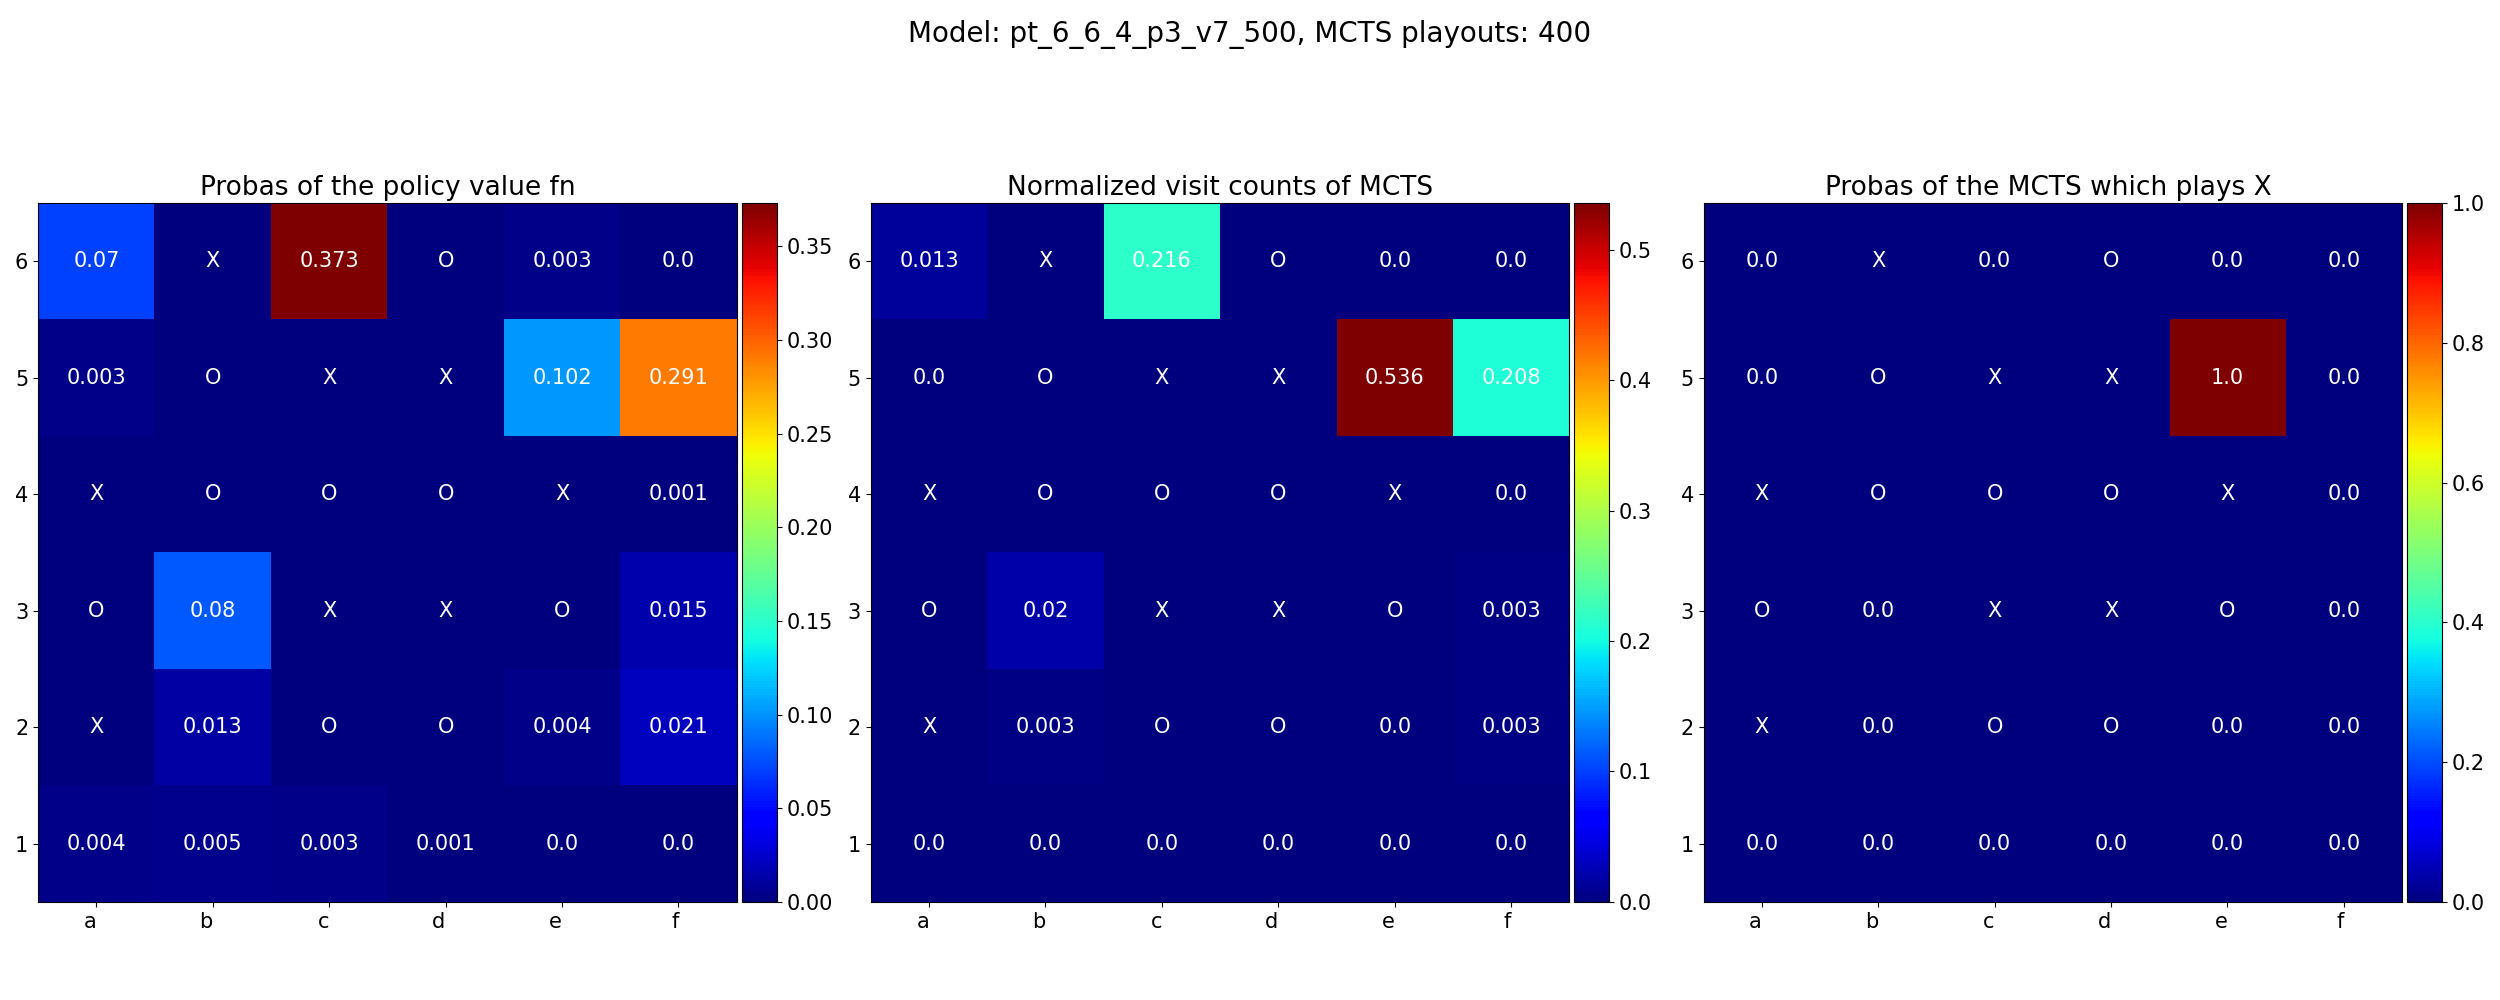 Model: pt_6_6_4_p3_v7_500, MCTS playouts: 400
Probas of the policy value fn
6 0.07 X 0.373 O 0.003 0.0
5 0.003 O X X 0.102 0.291
4 X O O O X 0.001
3 O 0.08 X X O 0.015
2 X 0.013 O O 0.004 0.021
1 0.004 0.005 0.003 0.001 0.0 0.0
a b c d e f
0.35
0.30
0.25
0.20
0.15
0.10
0.05
0.00
Normalized visit counts of MCTS
6 0.013 X 0.216 O 0.0 0.0
5 0.0 O X X 0.536 0.208
4 X O O O X 0.0
3 O 0.02 X X O 0.003
2 X 0.003 O O 0.0 0.003
1 0.0 0.0 0.0 0.0 0.0 0.0
a b c d e f
0.5
0.4
0.3
0.2
0.1
0.0
Probas of the MCTS which plays X
6 0.0 X 0.0 O 0.0 0.0
5 0.0 O X X 1.0 0.0
4 X O O O X 0.0
3 O 0.0 X X O 0.0
2 X 0.0 O O 0.0 0.0
1 0.0 0.0 0.0 0.0 0.0 0.0
a b c d e f
1.0
0.8
0.6
0.4
0.2
0.0